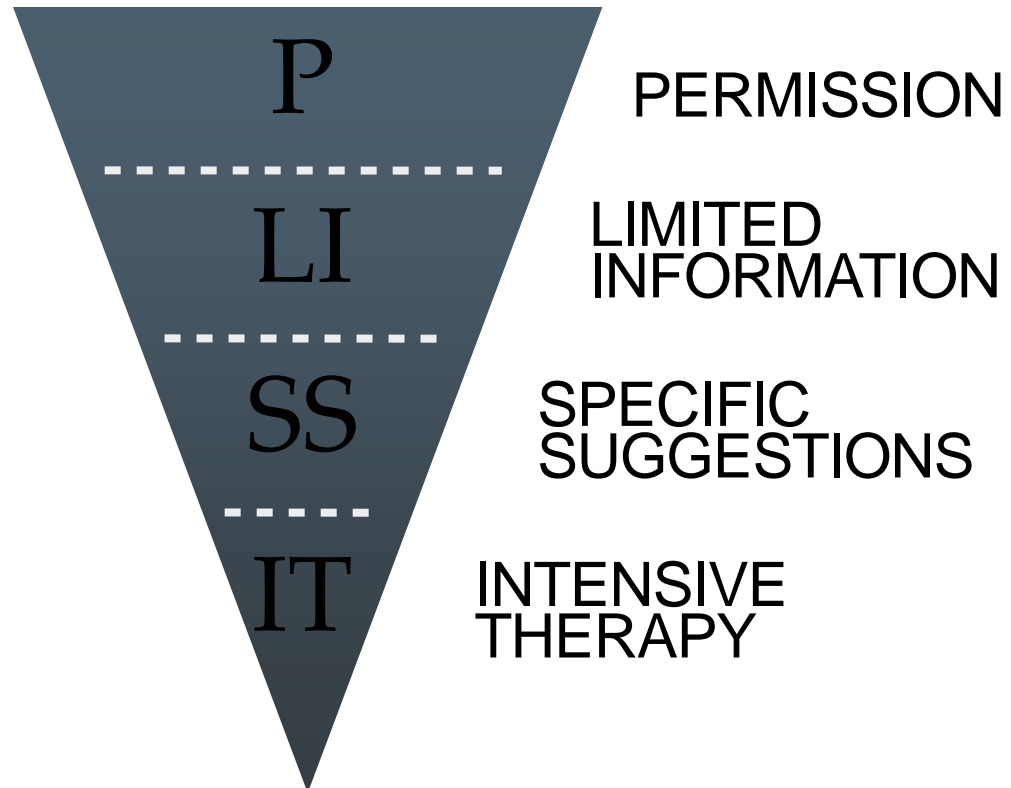 P
PERMISSION
LI
LIMITED
INFORMATION
SS
SPECIFIC
SUGGESTIONS
IT
INTENSIVE
THERAPY